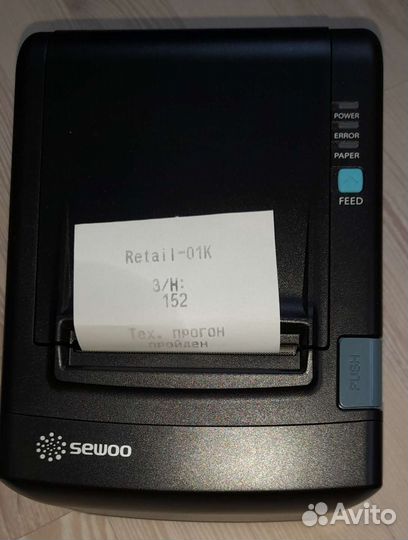 POWER
ERROR
PAPER
FEED
Retail-01K
З/Н:
152
Тех. прогон
пройден
PUSH
sewoo
Avito